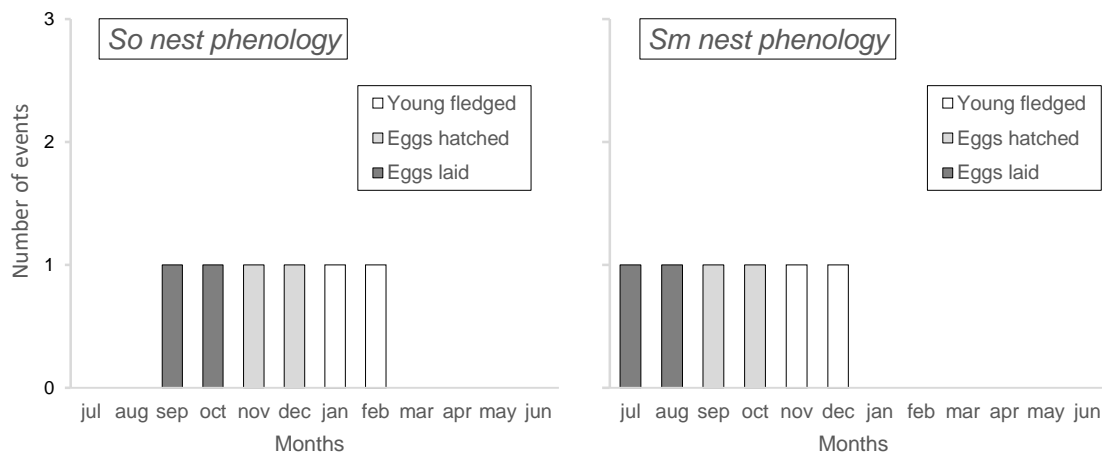 So nest phenology
Young fledged
Eggs hatched
Eggs laid
Number of events
3
2
1
0
jul aug sep oct nov dec jan feb mar apr may jun
Months
Sm nest phenology
Young fledged
Eggs hatched
Eggs laid
jul aug sep oct nov dec jan feb mar apr may jun
Months